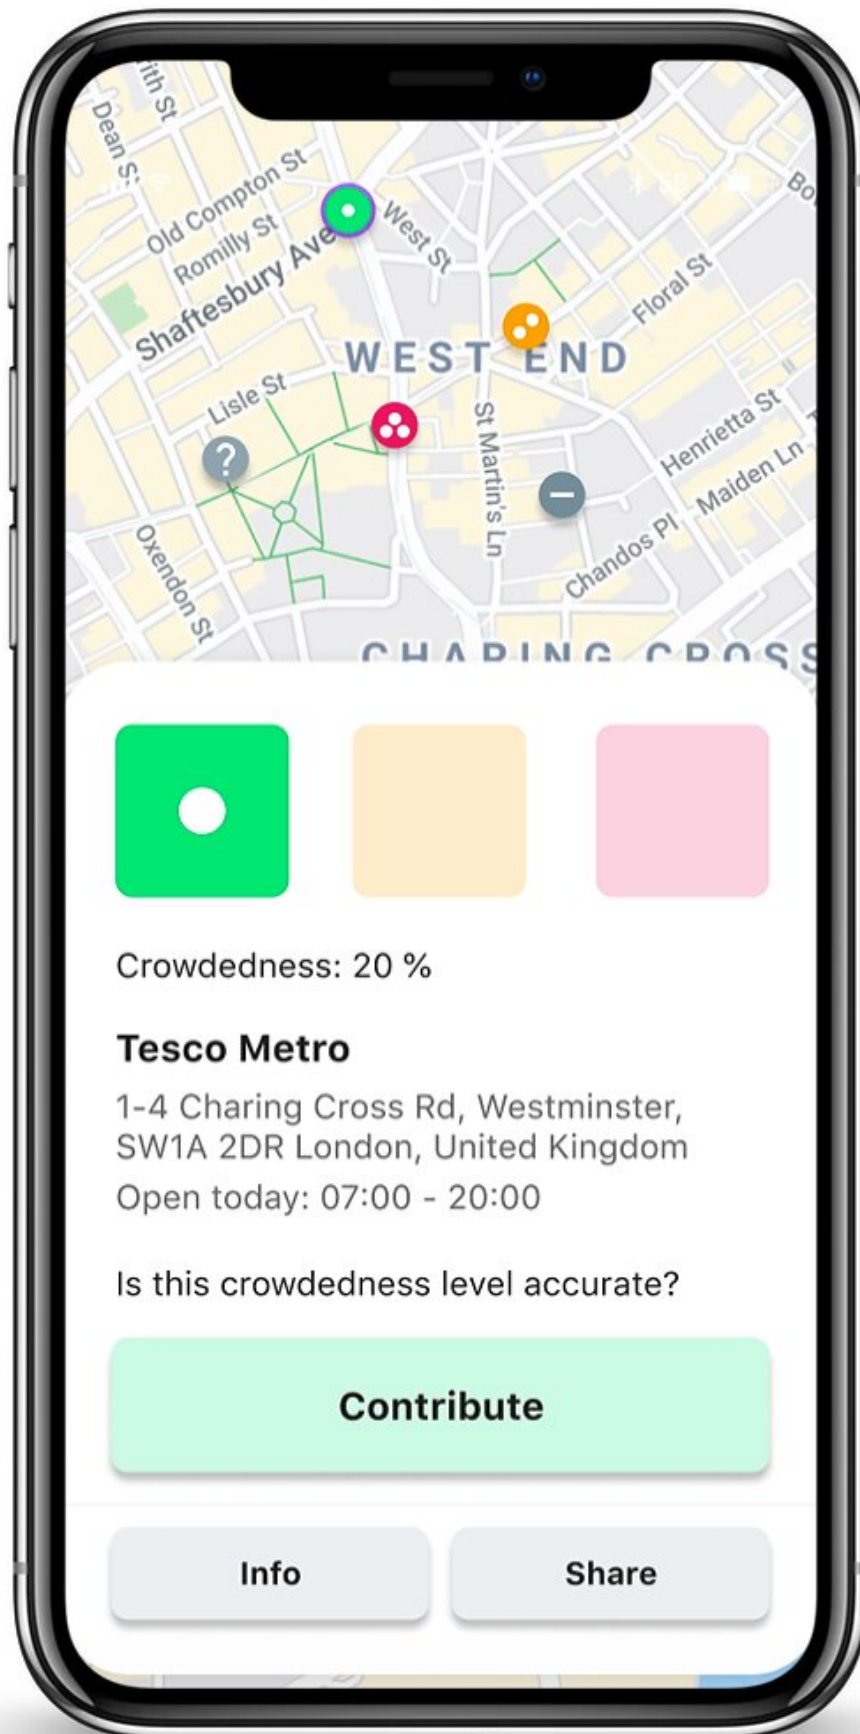 Dean S
Old Compton St
Romilly St
Shaftesbury Ave
West St
Floral St
WEST END
Lisle St
St Martin's Ln
Henrietta St
Maiden Ln
Chandos Pl
Oxendon St
CHARING CROSS
Crowdedness: 20 %
Tesco Metro
1-4 Charing Cross Rd, Westminster,
SW1A 2DR London, United Kingdom
Open today: 07:00 - 20:00
Is this crowdedness level accurate?
Contribute
Info
Share